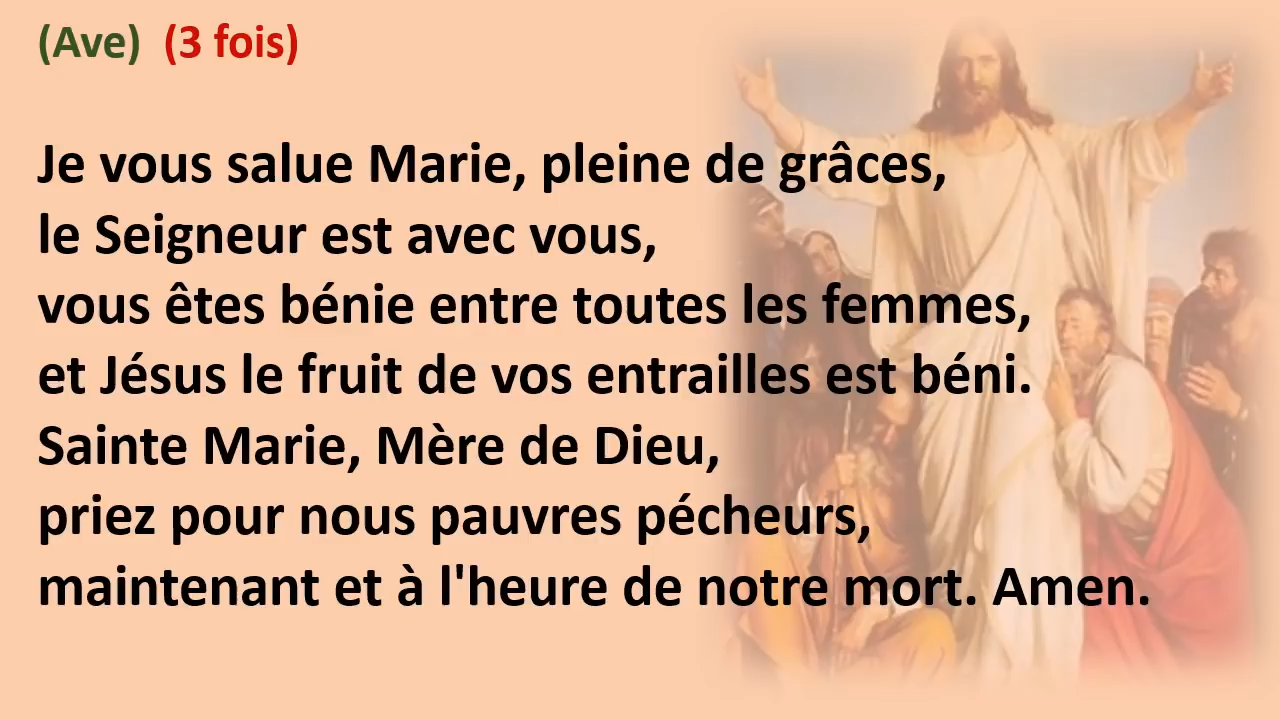 (Ave) (3 fois)
Je vous salue Marie, pleine de grâces,
le Seigneur est avec vous,
vous êtes bénie entre toutes les femmes,
et Jésus le fruit de vos entrailles est béni.
Sainte Marie, Mère de Dieu,
priez pour nous pauvres pécheurs,
maintenant et à l'heure de notre mort. Amen.